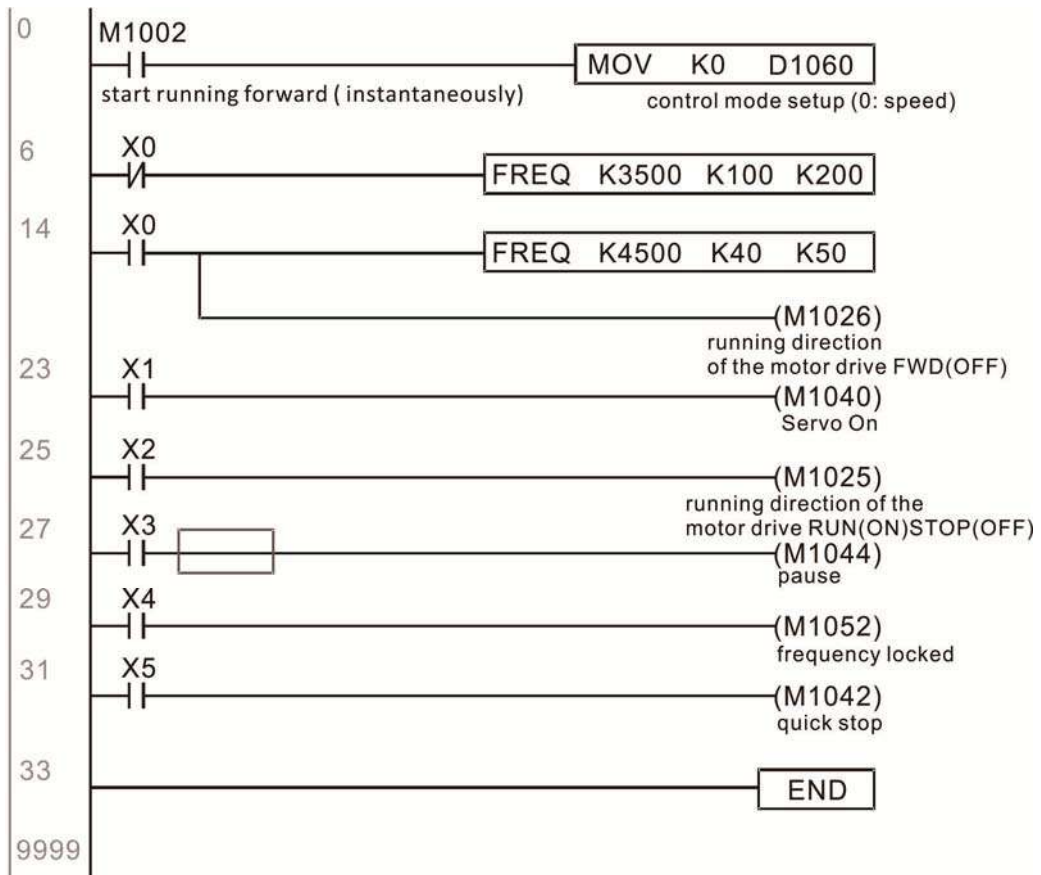 0
M1002
MOV K0 D1060
start running forward ( instantaneously)
control mode setup (0: speed)
6
X0
FREQ K3500 K100 K200
14
X0
FREQ K4500 K40 K50
(M1026)
running direction
of the motor drive FWD(OFF)
23
X1
(M1040)
Servo On
25
X2
(M1025)
running direction of the
motor drive RUN(ON)STOP(OFF)
27
X3
(M1044)
pause
29
X4
(M1052)
frequency locked
31
X5
(M1042)
quick stop
33
END
9999